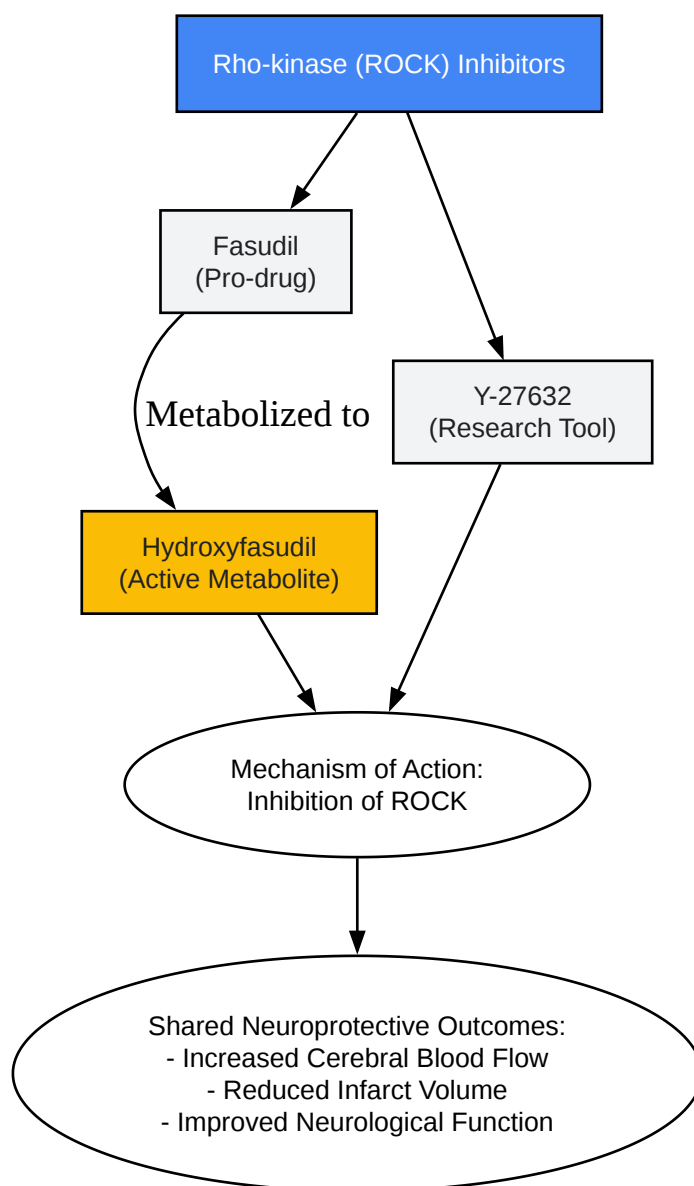 Rho-kinase (ROCK) Inhibitors
Fasudil
(Pro-drug)
Metabolized to
Y-27632
(Research Tool)
Hydroxyfasudil
(Active Metabolite)
Mechanism of Action:
Inhibition of ROCK
Shared Neuroprotective Outcomes:
- Increased Cerebral Blood Flow
- Reduced Infarct Volume
- Improved Neurological Function